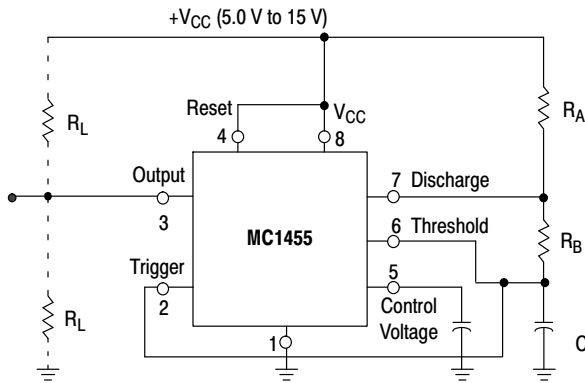 +VCC (5.0 V to 15 V)
Reset
4
VCC
8
RL
RA
Output
3
7 Discharge
6 Threshold
MC1455
RB
Trigger
2
5
Control
Voltage
RL
1
C